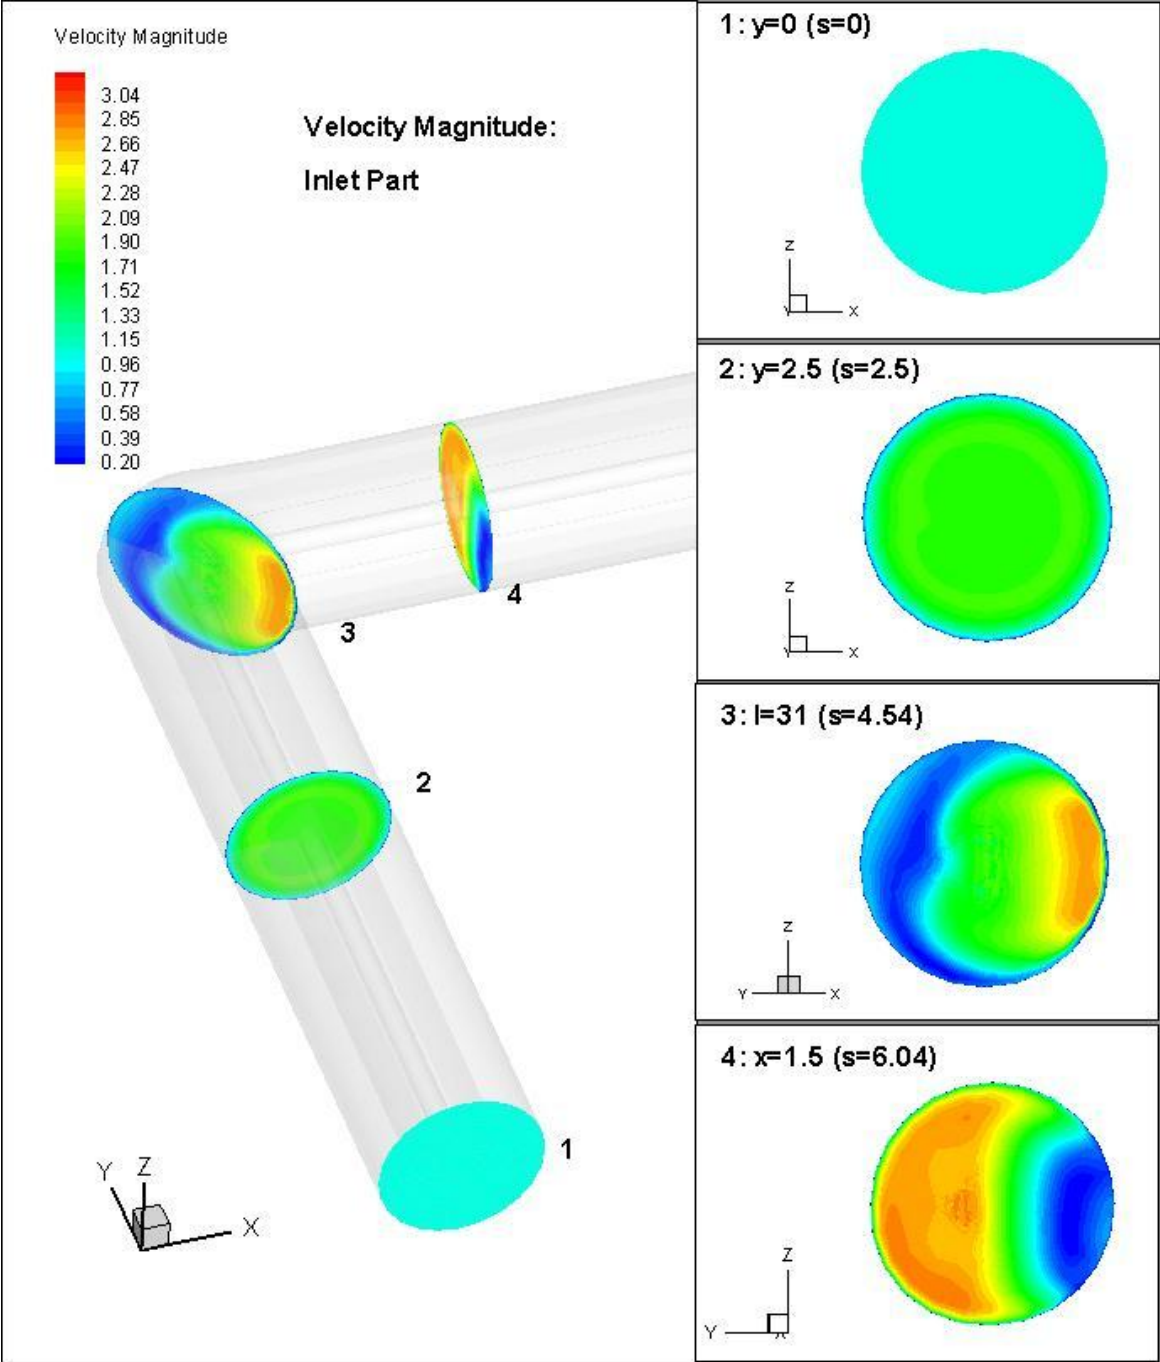 Velocity Magnitude
3.04
2.85
2.66
2.47
2.28
2.09
1.90
1.71
1.52
1.33
1.15
0.96
0.77
0.58
0.39
0.20
Velocity Magnitude:
Inlet Part
4
3
2
1
Y Z
X
1: y=0 (s=0)
Z
Y X
2: y=2.5 (s=2.5)
Z
Y X
3: l=31 (s=4.54)
Z
Y X
4: x=1.5 (s=6.04)
Z
Y X